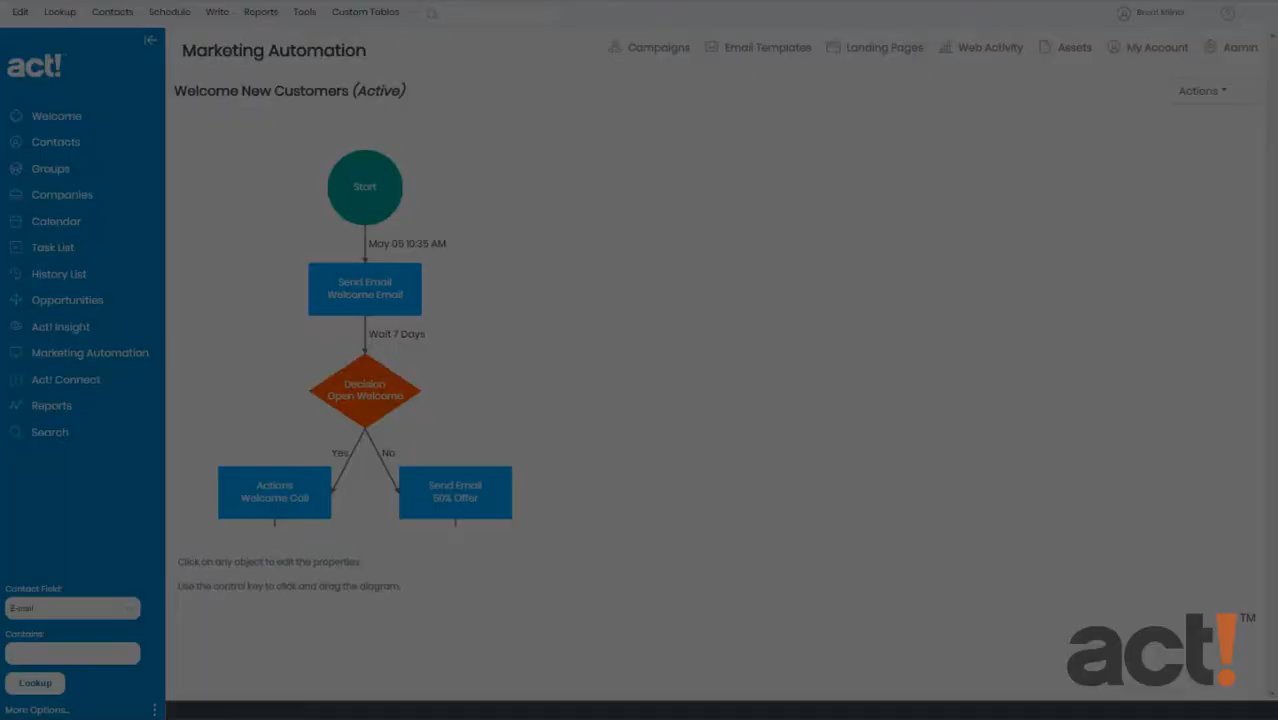 Edit Lookup Contacts Schedule Write Reports Tools Custom Tables
Brent Milner
act!
Marketing Automation
Campaigns Email Templates Landing Pages Web Activity Assets My Account Admin
Welcome New Customers (Active)
Actions
Welcome
Contacts
Groups
Companies
Calendar
Task List
History List
Opportunities
Act! Insight
Marketing Automation
Act! Connect
Reports
Search
Start
May 05 10:35 AM
Send Email
Welcome Email
Wait 7 Days
Decision
Open Welcome
Yes No
Actions
Welcome Call
Send Email
50% Offer
Click on any object to edit the properties.
Use the control key to click and drag the diagram.
Contact Field:
E-mail
Contains:
Lookup
More Options...
act!™